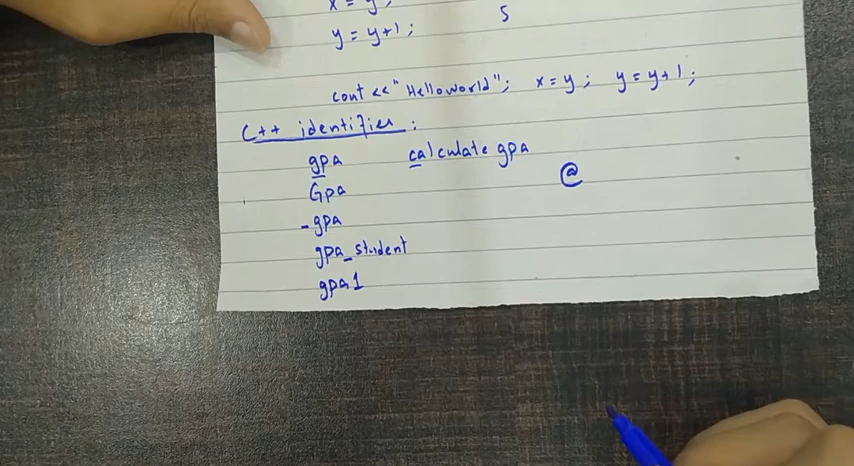 x = y;
5
y = y+1;
cout << "Helloworld"; x = y; y = y+1;
C++ identifier :
gpa calculate gpa
@
Gpa
_gpa
gpa_student
gpa1